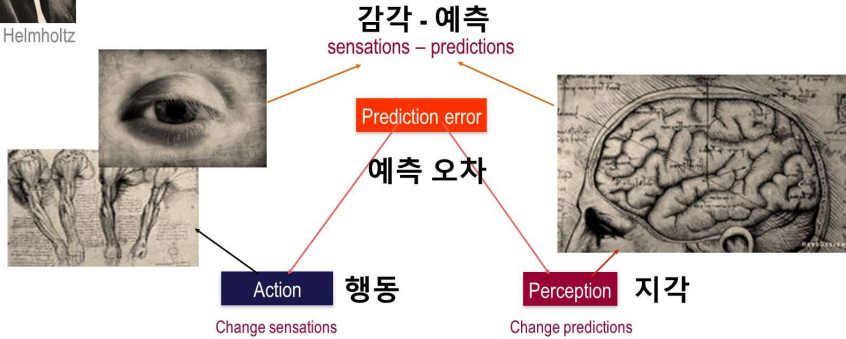 Helmholtz
감각 - 예측
sensations – predictions
Prediction error
예측 오차
Action
행동
Perception
지각
Change sensations
Change predictions